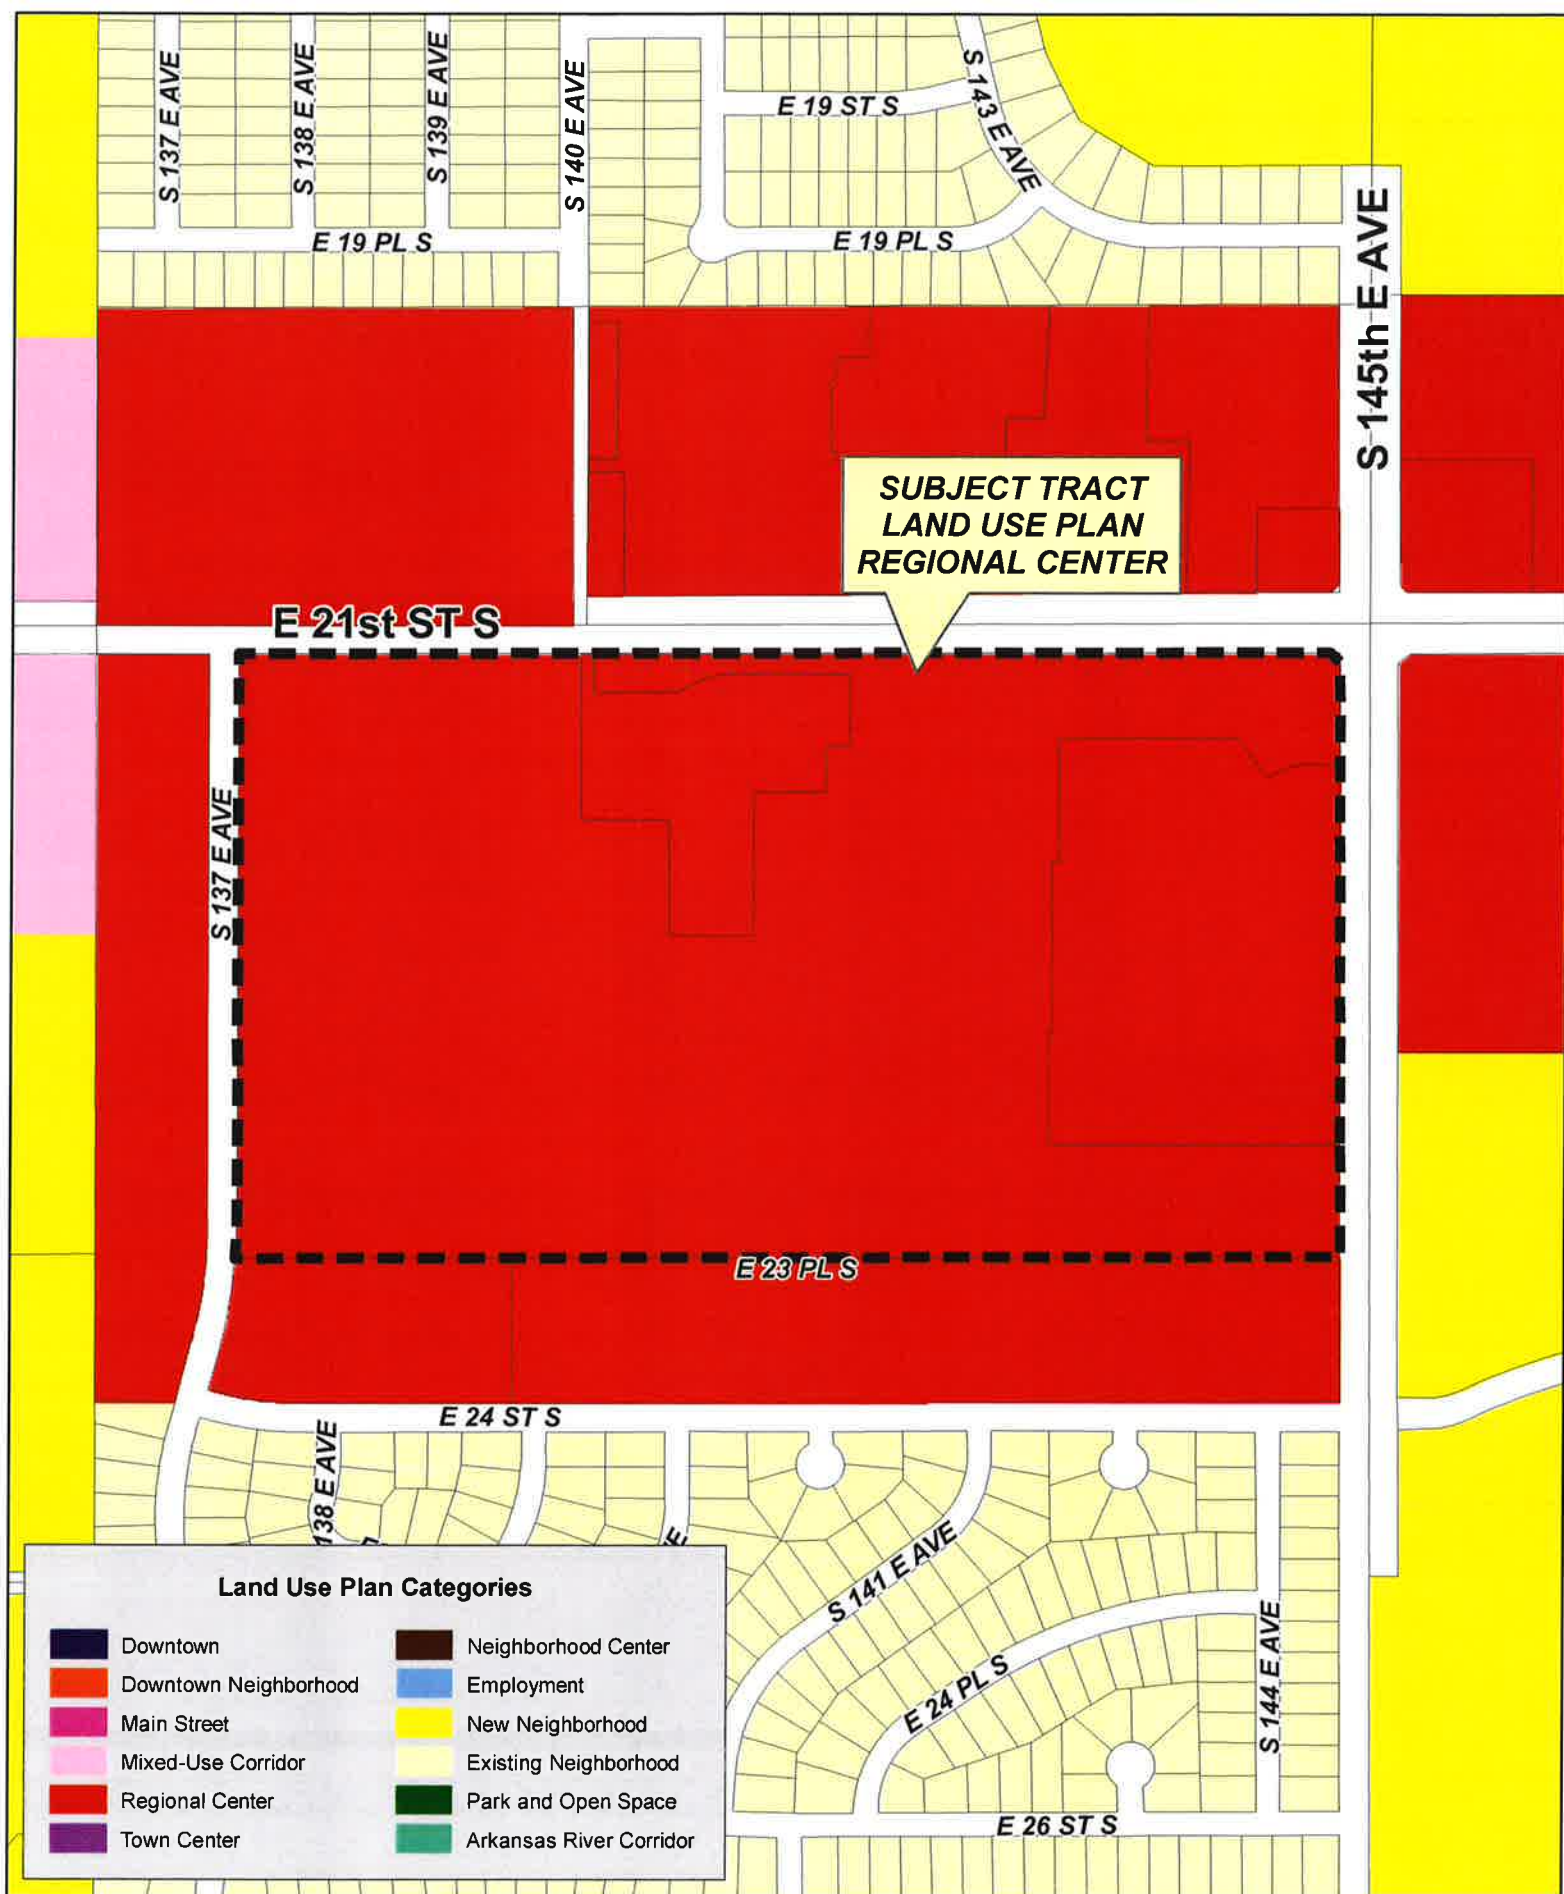 S 137 E AVE
S 138 E AVE
S 139 E AVE
S 140 E AVE
E 19 ST S
S 143 E AVE
E 19 PL S
E 19 PL S
S 145th E AVE
SUBJECT TRACT
LAND USE PLAN
REGIONAL CENTER
E 21st ST S
S 137 E AVE
E 23 PL S
E 24 ST S
138 E AVE
S 141 E AVE
E 24 PL S
S 144 E AVE
E 26 ST S
Land Use Plan Categories
Downtown
Downtown Neighborhood
Main Street
Mixed-Use Corridor
Regional Center
Town Center
Neighborhood Center
Employment
New Neighborhood
Existing Neighborhood
Park and Open Space
Arkansas River Corridor